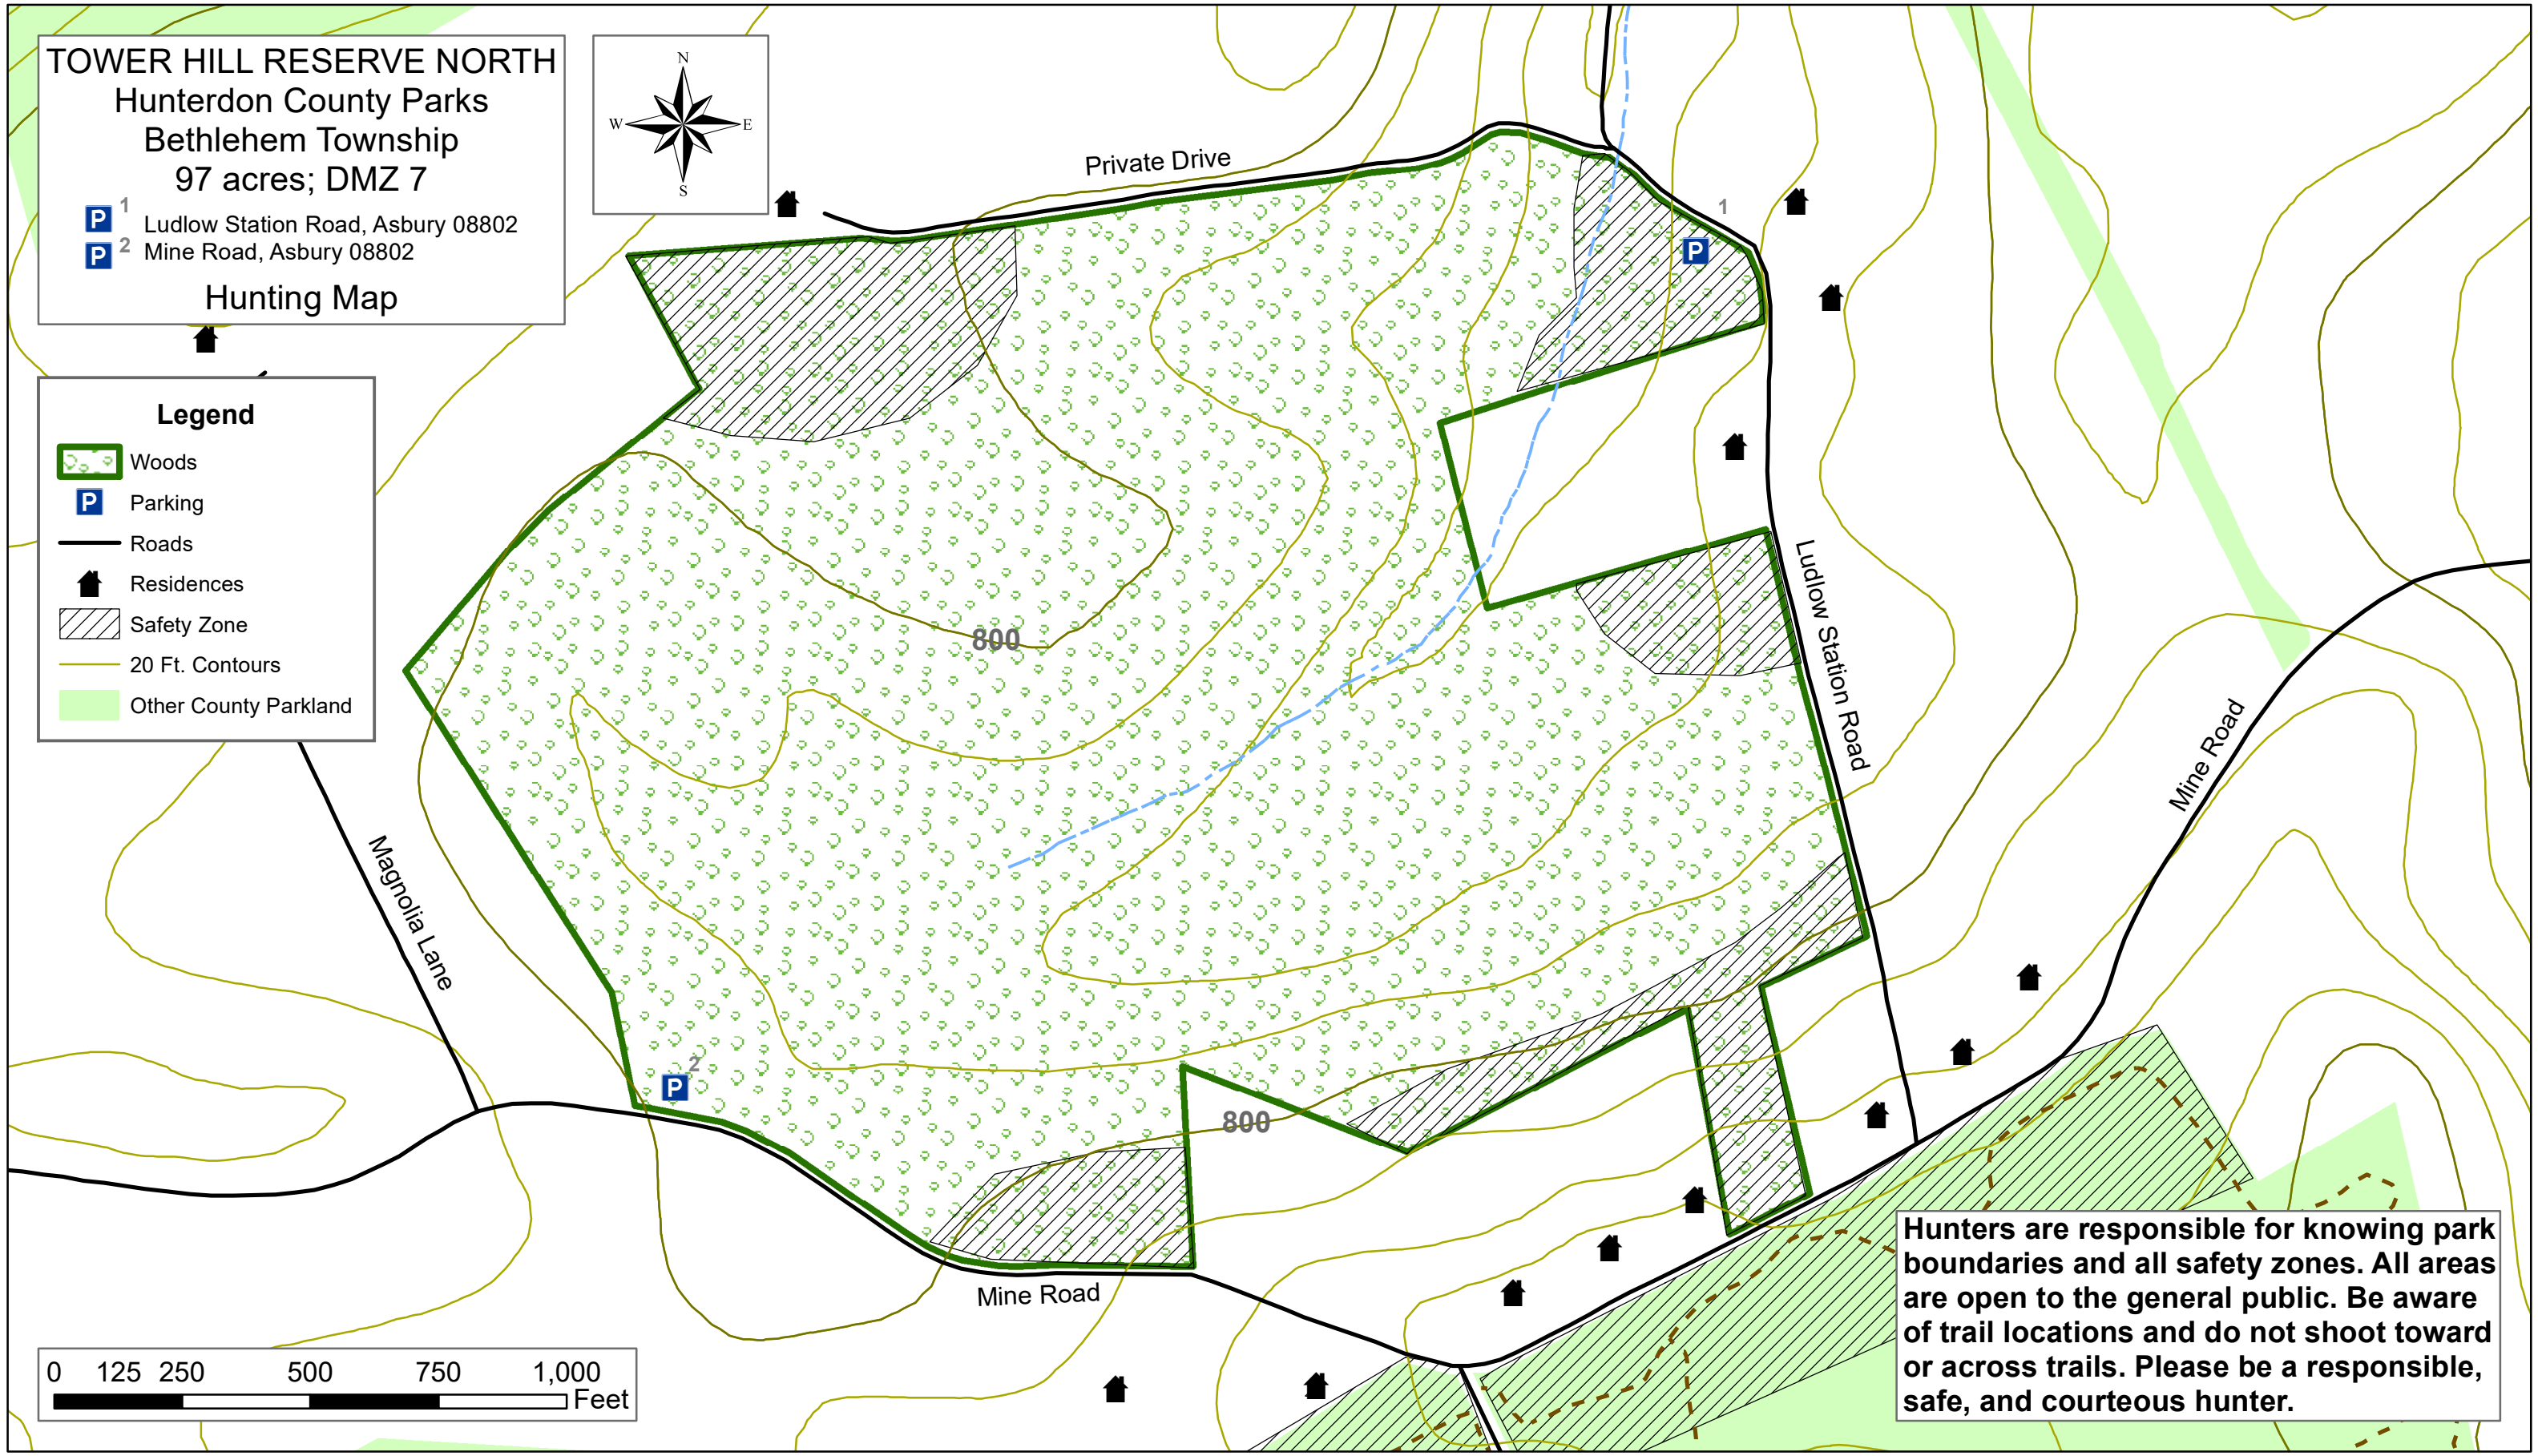 TOWER HILL RESERVE NORTH
Hunterdon County Parks
Bethlehem Township
97 acres; DMZ 7
P 1 Ludlow Station Road, Asbury 08802
P 2 Mine Road, Asbury 08802
Hunting Map
N
W E
S
Private Drive
1
P
Legend
Woods
P Parking
Roads
Residences
Safety Zone
20 Ft. Contours
Other County Parkland
800
Ludlow Station Road
Mine Road
Magnolia Lane
2
P
800
Mine Road
Hunters are responsible for knowing park
boundaries and all safety zones. All areas
are open to the general public. Be aware
of trail locations and do not shoot toward
or across trails. Please be a responsible,
safe, and courteous hunter.
0 125 250 500 750 1,000
Feet